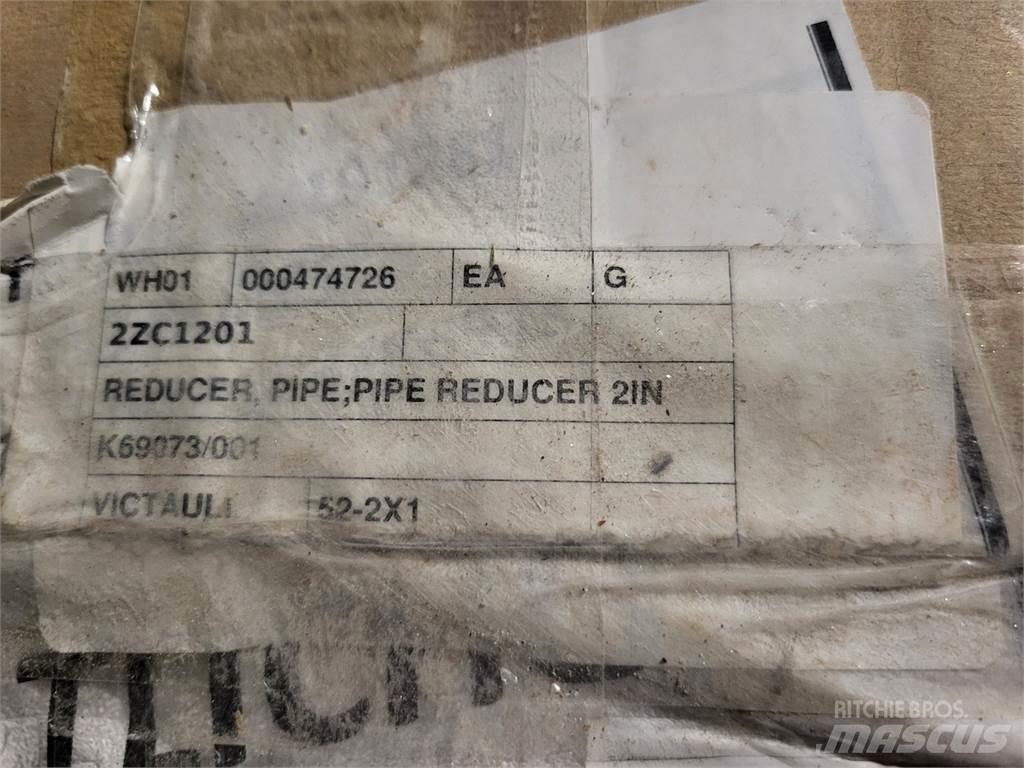 WH01 000474726 EA G
2ZC1201
REDUCER, PIPE;PIPE REDUCER 2IN
K69073/001
VICTAULI 52-2X1
RITCHIE BROS.
MASCUS